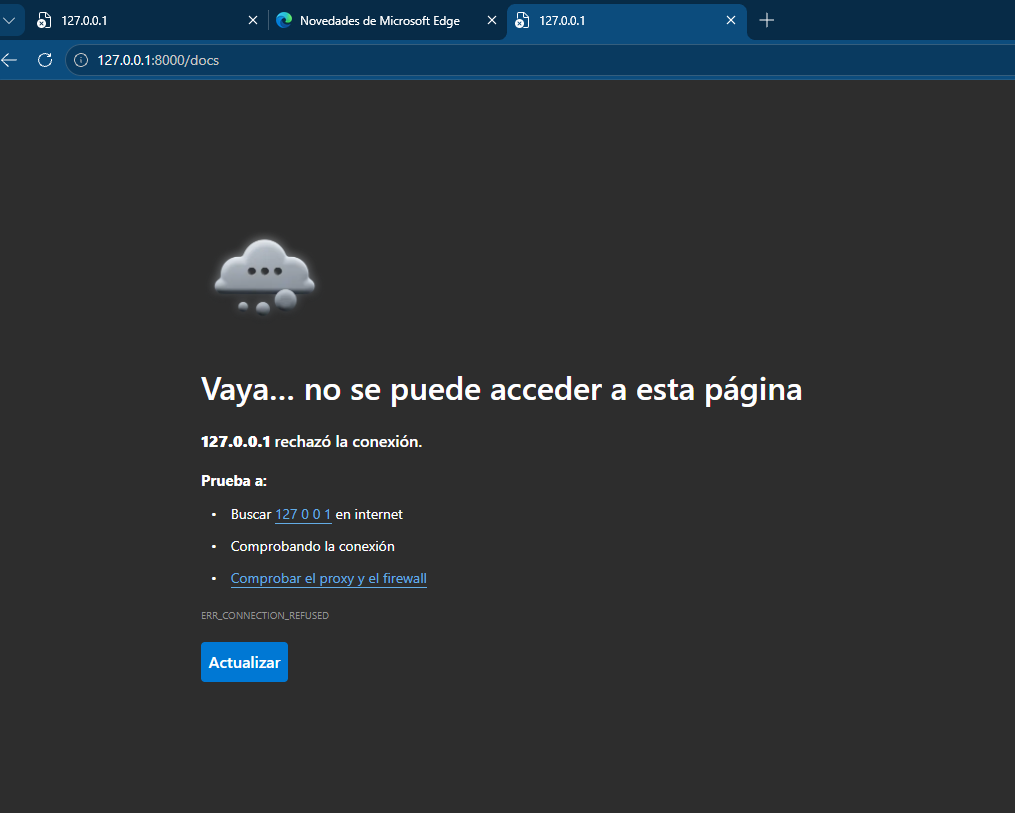 127.0.0.1
Novedades de Microsoft Edge
127.0.0.1
127.0.0.1:8000/docs
Vaya... no se puede acceder a esta página
127.0.0.1 rechazó la conexión.
Prueba a:
• Buscar 127 0 0 1 en internet
• Comprobando la conexión
• Comprobar el proxy y el firewall
ERR_CONNECTION_REFUSED
Actualizar